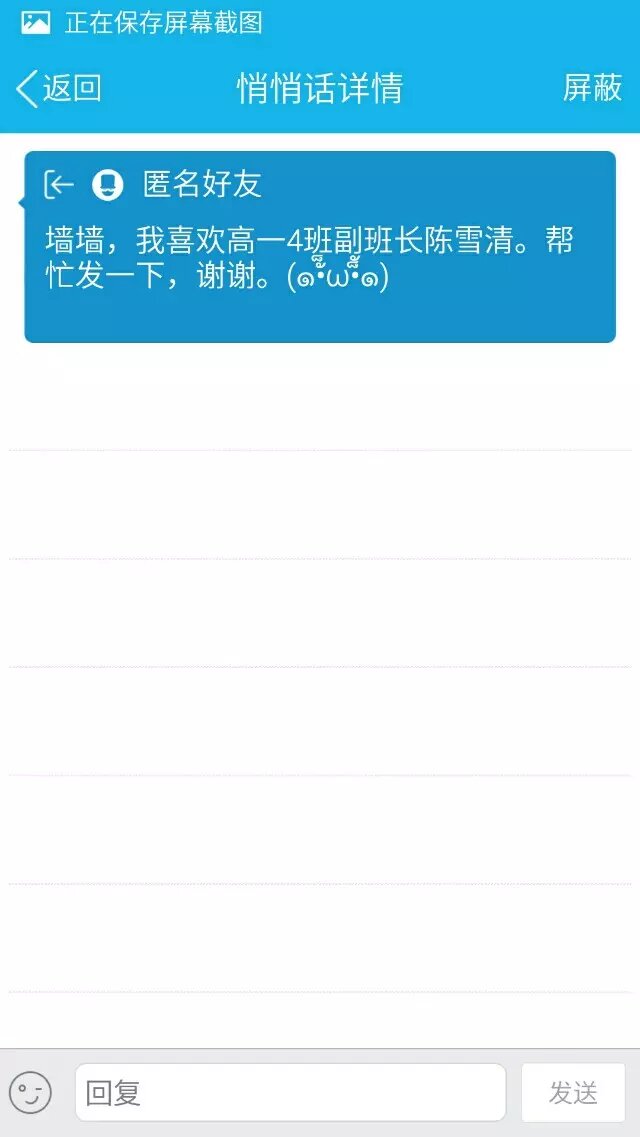 正在保存屏幕截图
返回 悄悄话详情 屏蔽
匿名好友
墙墙，我喜欢高一4班副班长陈雪清。帮
忙发一下，谢谢。(๑•̀ω•́๑)
回复 发送